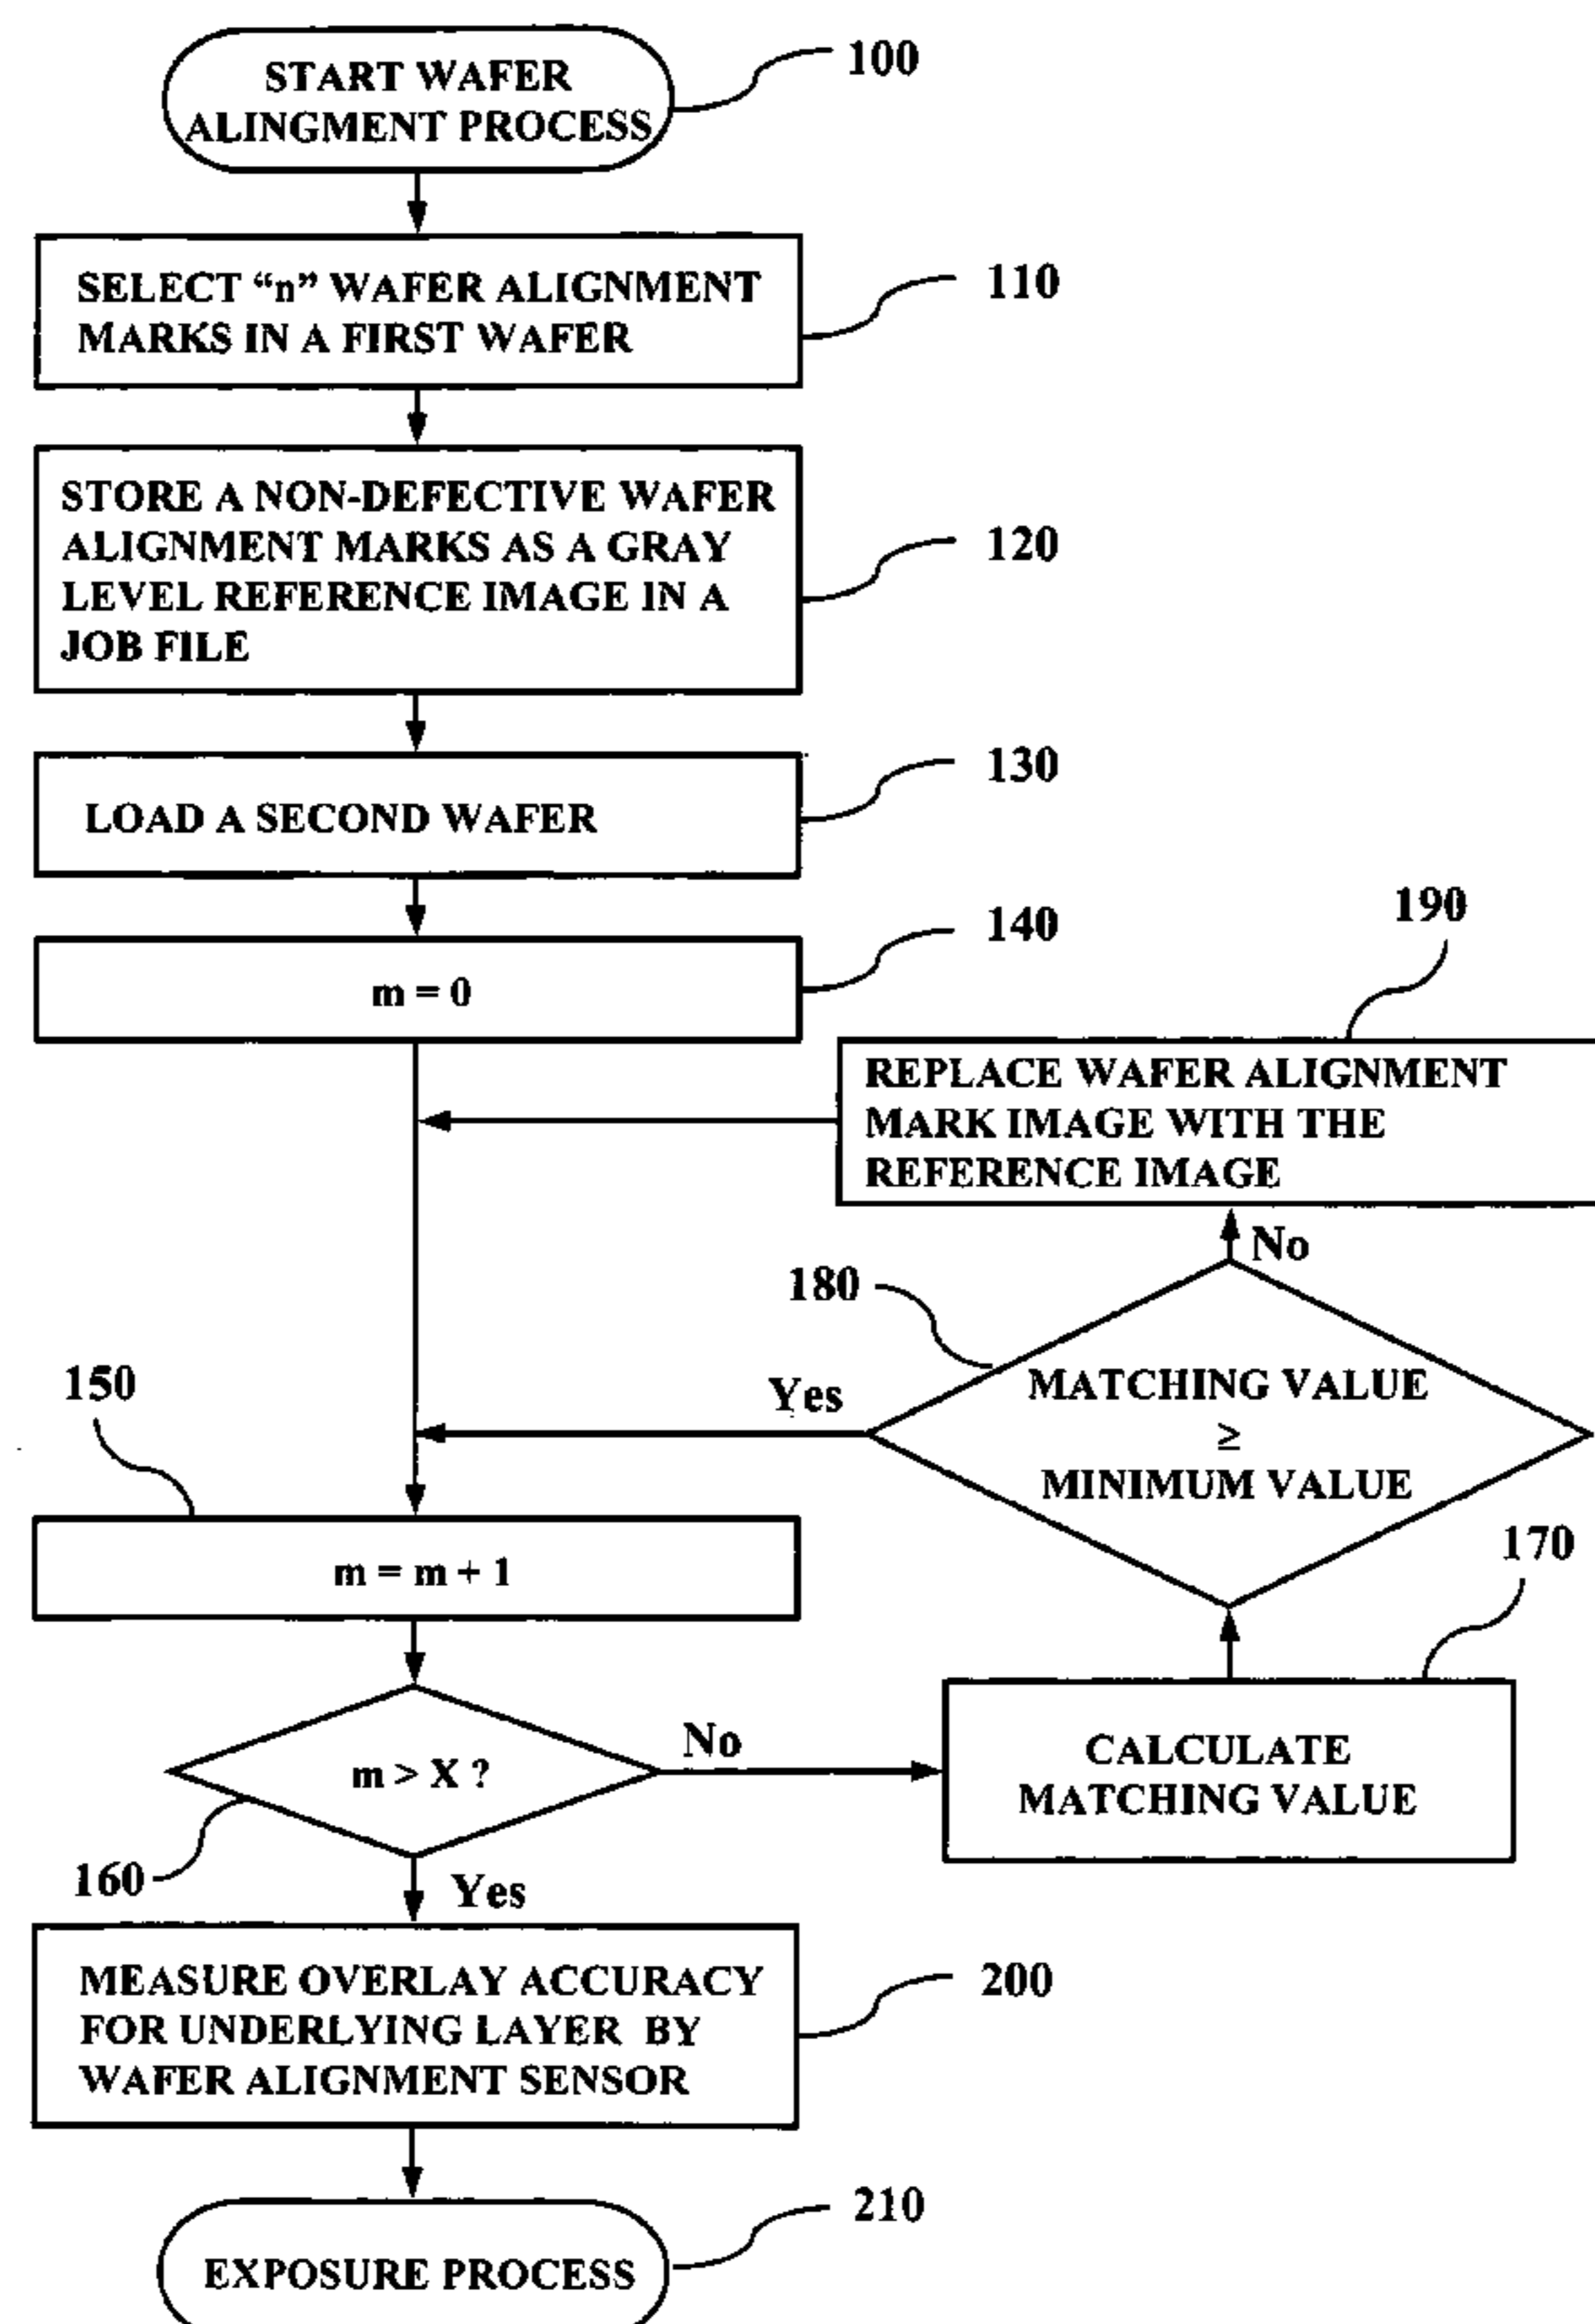 START WAFER
ALINGMENT PROCESS
100
SELECT “n” WAFER ALIGNMENT
MARKS IN A FIRST WAFER
110
STORE A NON-DEFECTIVE WAFER
ALIGNMENT MARKS AS A GRAY
LEVEL REFERENCE IMAGE IN A
JOB FILE
120
LOAD A SECOND WAFER
130
m = 0
140
190
REPLACE WAFER ALIGNMENT
MARK IMAGE WITH THE
REFERENCE IMAGE
No
180
MATCHING VALUE
≥
MINIMUM VALUE
Yes
150
m = m + 1
170
CALCULATE
MATCHING VALUE
m > X ?
No
160
Yes
MEASURE OVERLAY ACCURACY
FOR UNDERLYING LAYER BY
WAFER ALIGNMENT SENSOR
200
EXPOSURE PROCESS
210